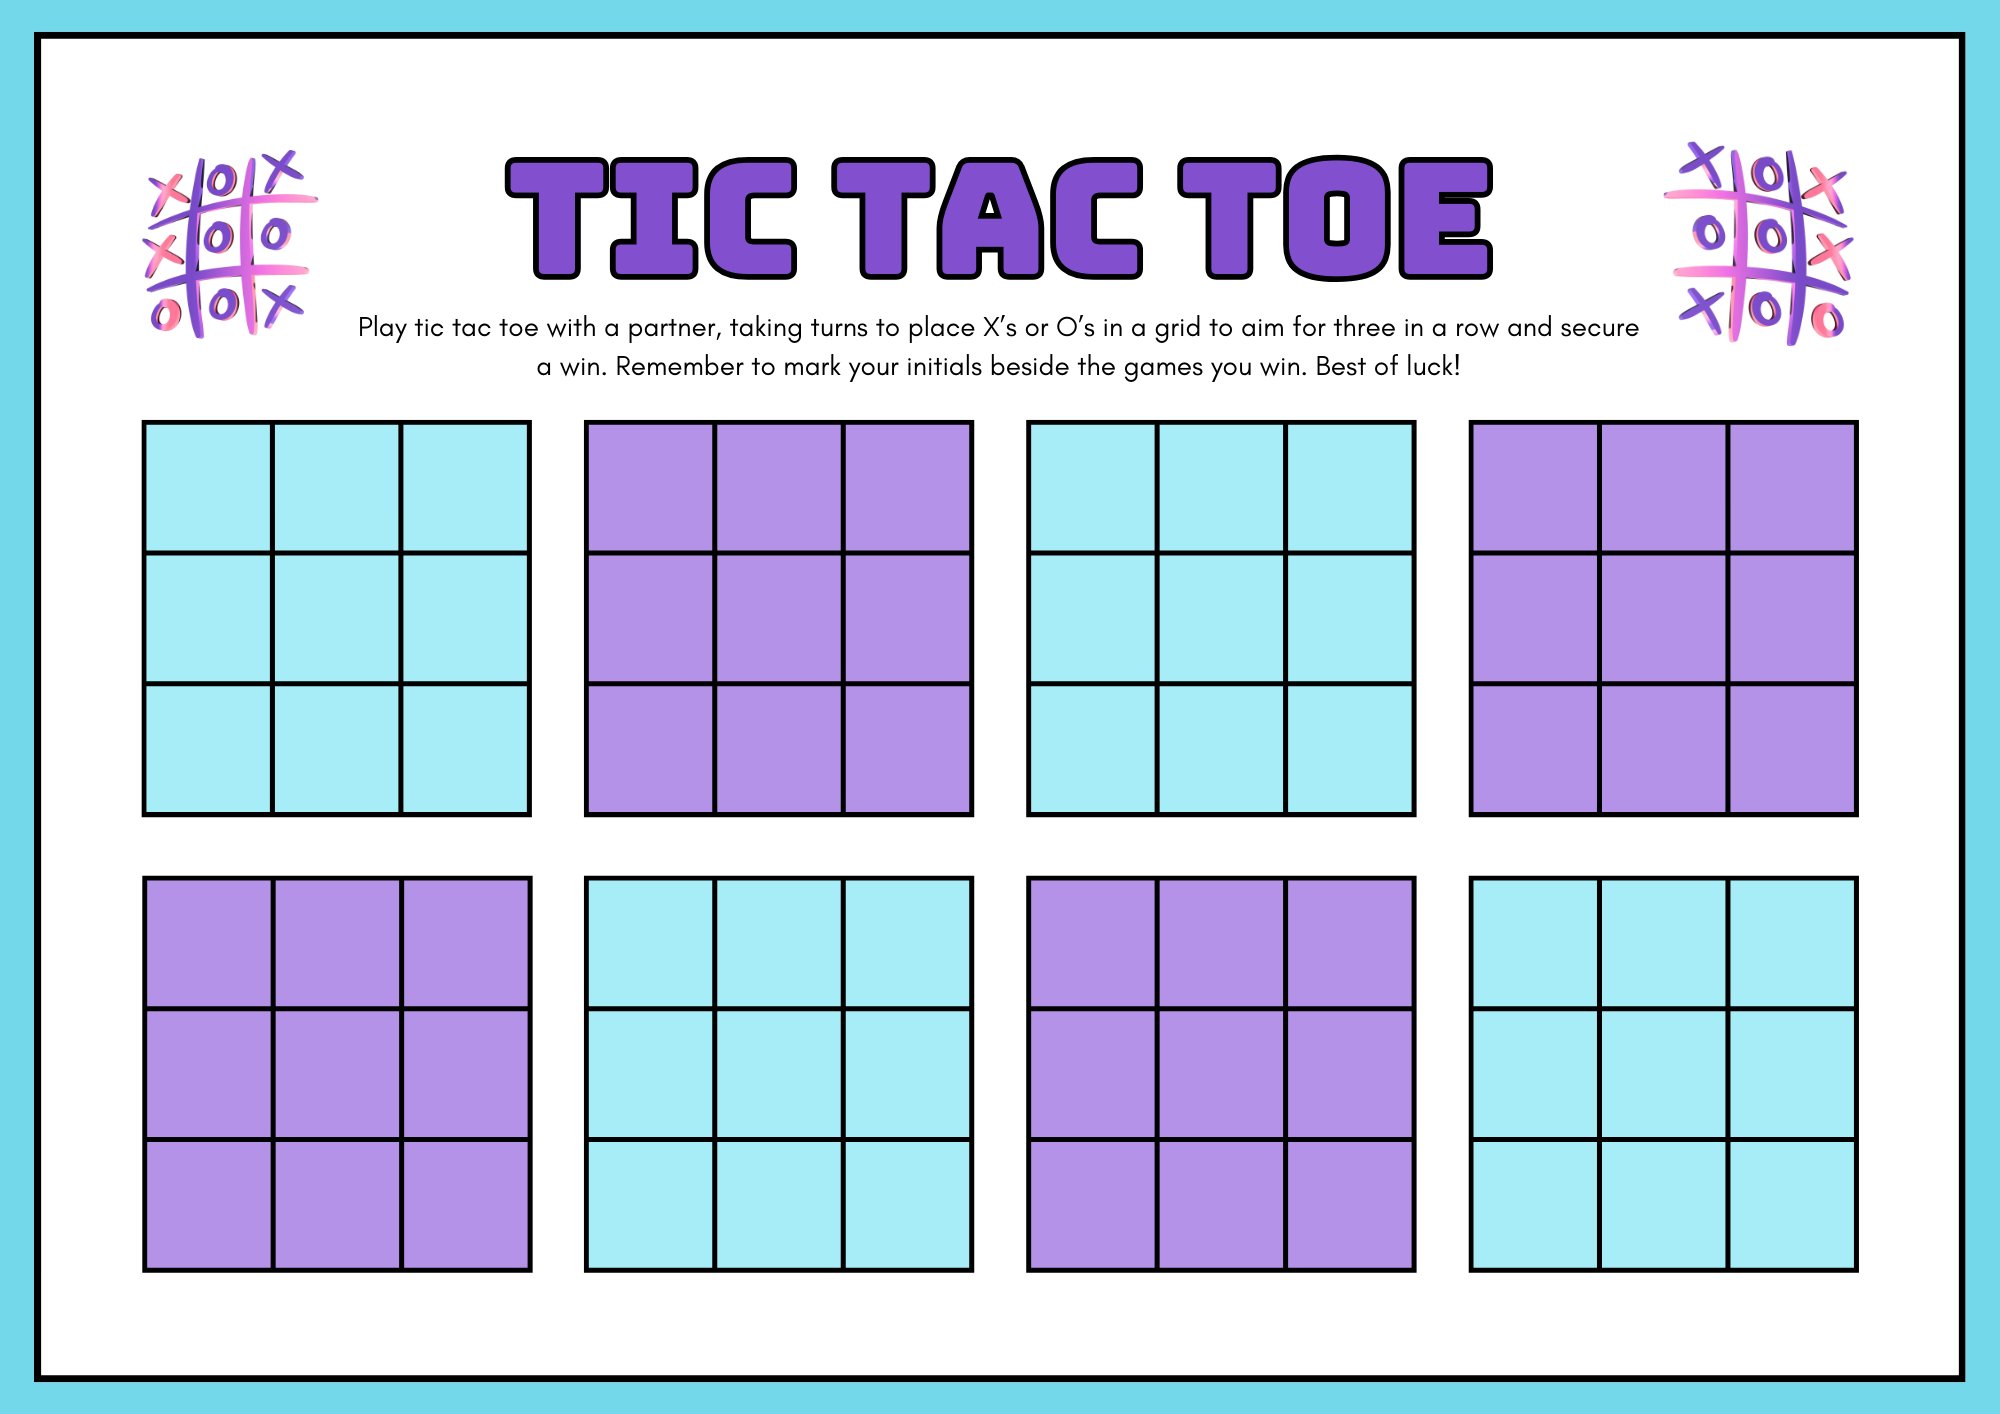 TIC TAC TOE
Play tic tac toe with a partner, taking turns to place X’s or O’s in a grid to aim for three in a row and secure
a win. Remember to mark your initials beside the games you win. Best of luck!
X O X
X O O
O O X
X O X
O O X
X O O